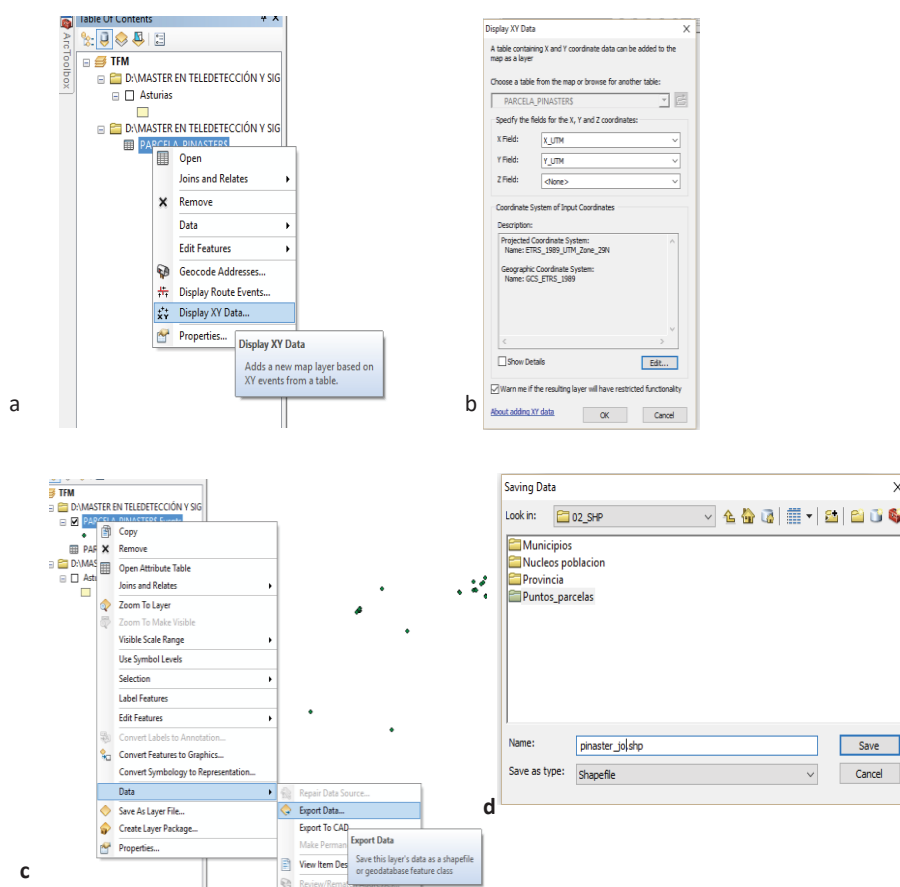 Table Of Contents
ArcToolbox
TFM
D:\MASTER EN TELEDETECCIÓN Y SIG
Asturias
D:\MASTER EN TELEDETECCIÓN Y SIG
PARCELA_PINASTER$
Open
Joins and Relates
Remove
Data
Edit Features
Geocode Addresses...
Display Route Events...
Display XY Data...
Properties...
Display XY Data
Adds a new map layer based on
XY events from a table.
a
Display XY Data
A table containing X and Y coordinate data can be added to the
map as a layer
Choose a table from the map or browse for another table:
PARCELA_PINASTER$
Specify the fields for the X, Y and Z coordinates:
X Field: X_UTM
Y Field: Y_UTM
Z Field: <None>
Coordinate System of Input Coordinates
Description:
Projected Coordinate System:
Name: ETRS_1989_UTM_Zone_29N
Geographic Coordinate System:
Name: GCS_ETRS_1989
Show Details
Edit...
Warn me if the resulting layer will have restricted functionality
About adding XY data
OK
Cancel
b
TFM
D:\MASTER EN TELEDETECCIÓN Y SIG
PARCELA_PINASTER$ Events
Copy
Remove
Open Attribute Table
Joins and Relates
Zoom To Layer
Zoom To Make Visible
Visible Scale Range
Use Symbol Levels
Selection
Label Features
Edit Features
Convert Labels to Annotation...
Convert Features to Graphics...
Convert Symbology to Representation...
Data
Save As Layer File...
Create Layer Package...
Properties...
Repair Data Source...
Export Data...
Export To CAD
View Item
Export Data
Save this layer's data as a shapefile
or geodatabase feature class
c
Saving Data
Look in: 02_SHP
Municipios
Nucleos poblacion
Provincia
Puntos_parcelas
Name: pinaster_jol.shp
Save
Save as type: Shapefile
Cancel
d